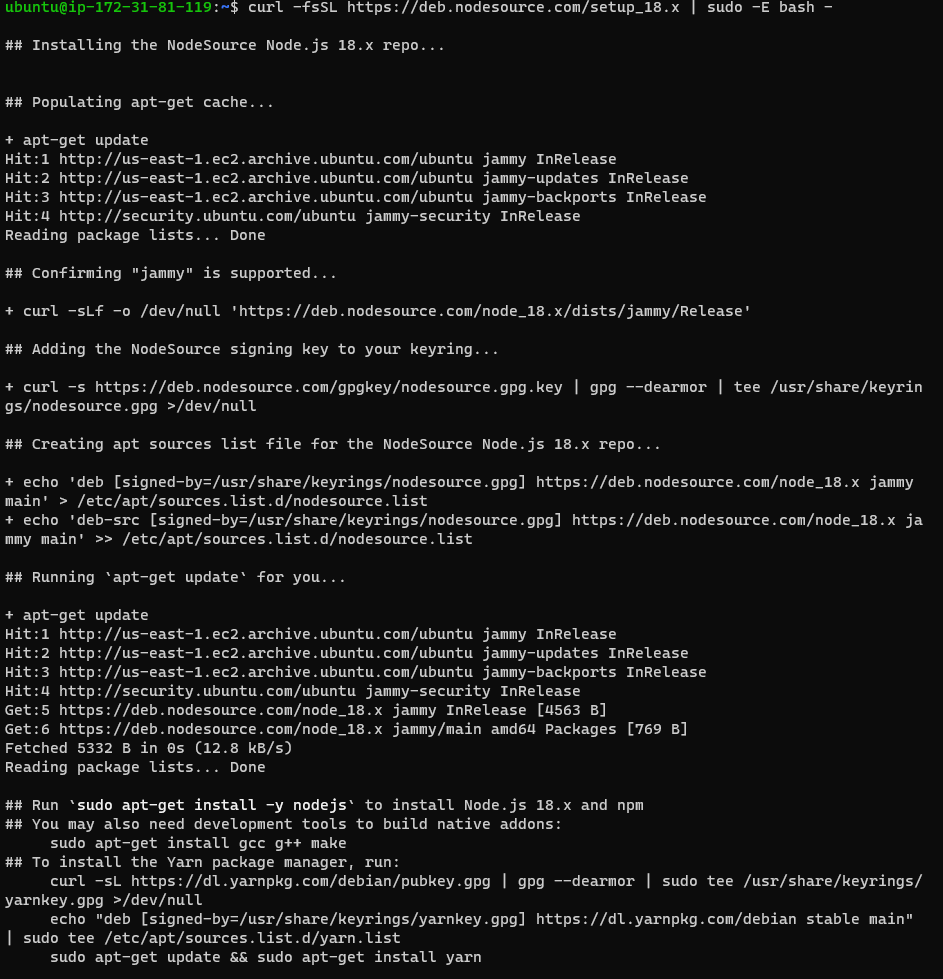 ubuntu@ip-172-31-81-119:~$ curl -fsSL https://deb.nodesource.com/setup_18.x | sudo -E bash -
## Installing the NodeSource Node.js 18.x repo...
## Populating apt-get cache...
+ apt-get update
Hit:1 http://us-east-1.ec2.archive.ubuntu.com/ubuntu jammy InRelease
Hit:2 http://us-east-1.ec2.archive.ubuntu.com/ubuntu jammy-updates InRelease
Hit:3 http://us-east-1.ec2.archive.ubuntu.com/ubuntu jammy-backports InRelease
Hit:4 http://security.ubuntu.com/ubuntu jammy-security InRelease
Reading package lists... Done
## Confirming "jammy" is supported...
+ curl -sLf -o /dev/null 'https://deb.nodesource.com/node_18.x/dists/jammy/Release'
## Adding the NodeSource signing key to your keyring...
+ curl -s https://deb.nodesource.com/gpgkey/nodesource.gpg.key | gpg --dearmor | tee /usr/share/keyrin
gs/nodesource.gpg >/dev/null
## Creating apt sources list file for the NodeSource Node.js 18.x repo...
+ echo 'deb [signed-by=/usr/share/keyrings/nodesource.gpg] https://deb.nodesource.com/node_18.x jammy
main' > /etc/apt/sources.list.d/nodesource.list
+ echo 'deb-src [signed-by=/usr/share/keyrings/nodesource.gpg] https://deb.nodesource.com/node_18.x ja
mmy main' >> /etc/apt/sources.list.d/nodesource.list
## Running `apt-get update` for you...
+ apt-get update
Hit:1 http://us-east-1.ec2.archive.ubuntu.com/ubuntu jammy InRelease
Hit:2 http://us-east-1.ec2.archive.ubuntu.com/ubuntu jammy-updates InRelease
Hit:3 http://us-east-1.ec2.archive.ubuntu.com/ubuntu jammy-backports InRelease
Hit:4 http://security.ubuntu.com/ubuntu jammy-security InRelease
Get:5 https://deb.nodesource.com/node_18.x jammy InRelease [4563 B]
Get:6 https://deb.nodesource.com/node_18.x jammy/main amd64 Packages [769 B]
Fetched 5332 B in 0s (12.8 kB/s)
Reading package lists... Done
## Run `sudo apt-get install -y nodejs` to install Node.js 18.x and npm
## You may also need development tools to build native addons:
     sudo apt-get install gcc g++ make
## To install the Yarn package manager, run:
     curl -sL https://dl.yarnpkg.com/debian/pubkey.gpg | gpg --dearmor | sudo tee /usr/share/keyrings/
yarnkey.gpg >/dev/null
     echo "deb [signed-by=/usr/share/keyrings/yarnkey.gpg] https://dl.yarnpkg.com/debian stable main"
| sudo tee /etc/apt/sources.list.d/yarn.list
     sudo apt-get update && sudo apt-get install yarn